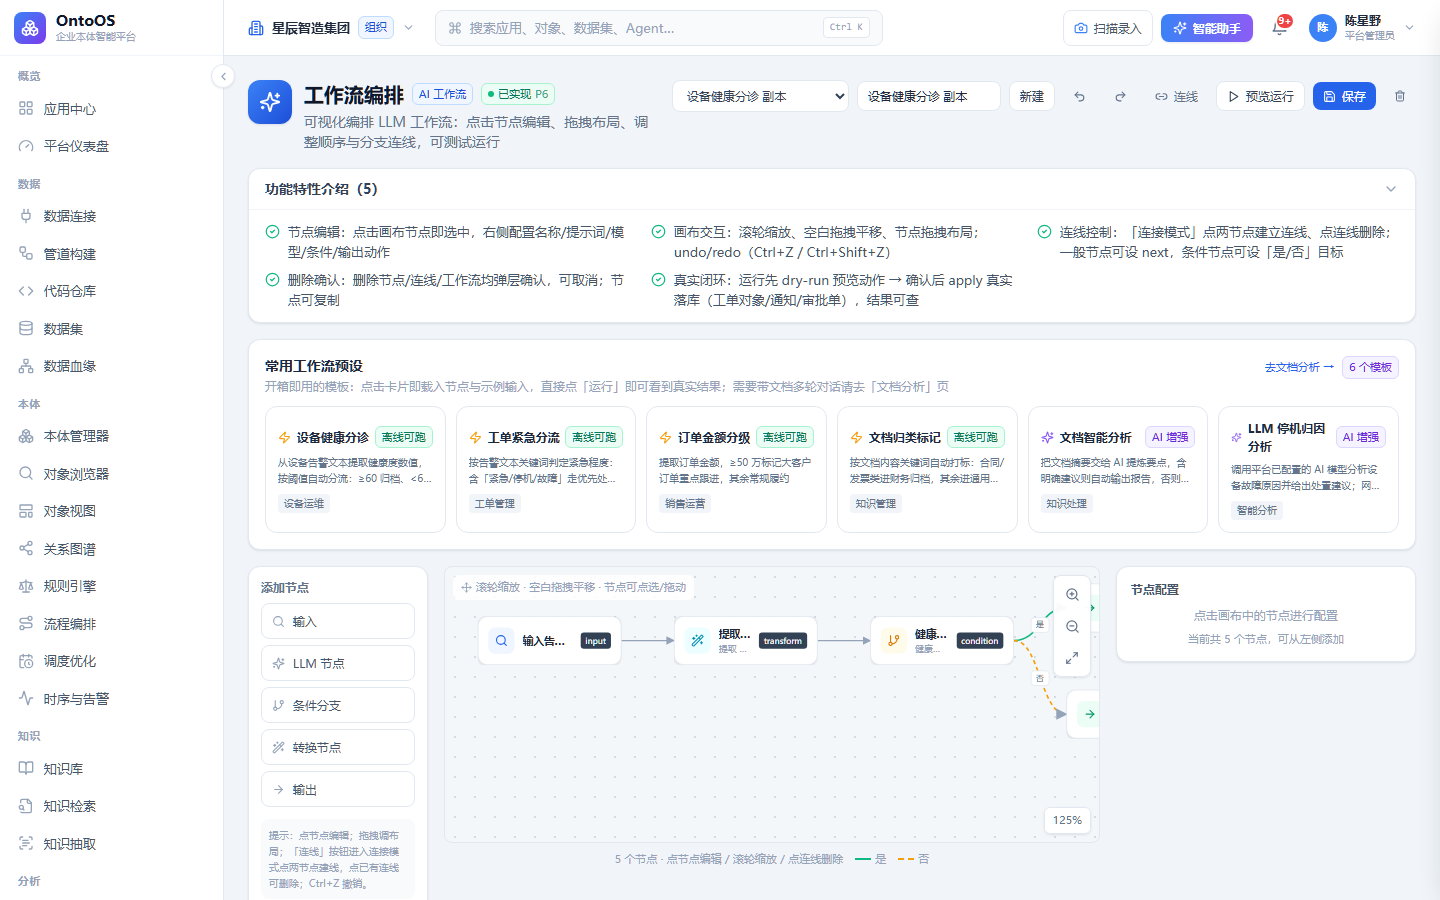 OntoOS
企业本体智能平台
星辰智造集团 组织
搜索应用、对象、数据集、Agent... Ctrl K
扫描录入
智能助手
9+
陈
陈星野
平台管理员
概览
应用中心
平台仪表盘
数据
数据连接
管道构建
代码仓库
数据集
数据血缘
本体
本体管理器
对象浏览器
对象视图
关系图谱
规则引擎
流程编排
调度优化
时序与告警
知识
知识库
知识检索
知识抽取
分析
工作流编排 AI 工作流 已实现 P6
可视化编排 LLM 工作流：点击节点编辑、拖拽布局、调
整顺序与分支连线，可测试运行
设备健康分诊 副本
设备健康分诊 副本
新建
连线
预览运行
保存
功能特性介绍（5）
节点编辑：点击画布节点即选中，右侧配置名称/提示词/模
型/条件/输出动作
画布交互：滚轮缩放、空白拖拽平移、节点拖拽布局；
undo/redo（Ctrl+Z / Ctrl+Shift+Z）
连线控制：「连接模式」点两节点建立连线、点连线删除；
一般节点可设 next，条件节点可设「是/否」目标
删除确认：删除节点/连线/工作流均弹层确认，可取消；节
点可复制
真实闭环：运行先 dry-run 预览动作 → 确认后 apply 真实
落库（工单对象/通知/审批单），结果可查
常用工作流预设
开箱即用的模板：点击卡片即载入节点与示例输入，直接点「运行」即可看到真实结果；需要带文档多轮对话请去「文档分析」页
去文档分析 →
6 个模板
设备健康分诊 离线可跑
从设备告警文本提取健康度数值，
按阈值自动分流：≥60 归档、<6...
设备运维
工单紧急分流 离线可跑
按告警文本关键词判定紧急程度：
含「紧急/停机/故障」走优先处...
工单管理
订单金额分级 离线可跑
提取订单金额，≥50 万标记大客户
订单重点跟进，其余常规履约
销售运营
文档归类标记 离线可跑
按文档内容关键词自动打标：合同/
发票类进财务归档，其余进通用...
知识管理
文档智能分析 AI 增强
把文档摘要交给 AI 提炼要点，含
明确建议则自动输出报告，否则...
知识处理
LLM 停机归因
分析
AI 增强
调用平台已配置的 AI 模型分析设
备故障原因并给出处置建议；网...
智能分析
添加节点
输入
LLM 节点
条件分支
转换节点
输出
提示：点节点编辑；拖拽调布
局；「连线」按钮进入连接模
式点两节点建线，点已有连线
可删除；Ctrl+Z 撤销。
滚轮缩放 · 空白拖拽平移 · 节点可点选/拖动
输入告... input
提取...
提取 ...
transform
健康...
健康...
condition
是
否
125%
5 个节点 · 点节点编辑 / 滚轮缩放 / 点连线删除 是 否
节点配置
点击画布中的节点进行配置
当前共 5 个节点，可从左侧添加